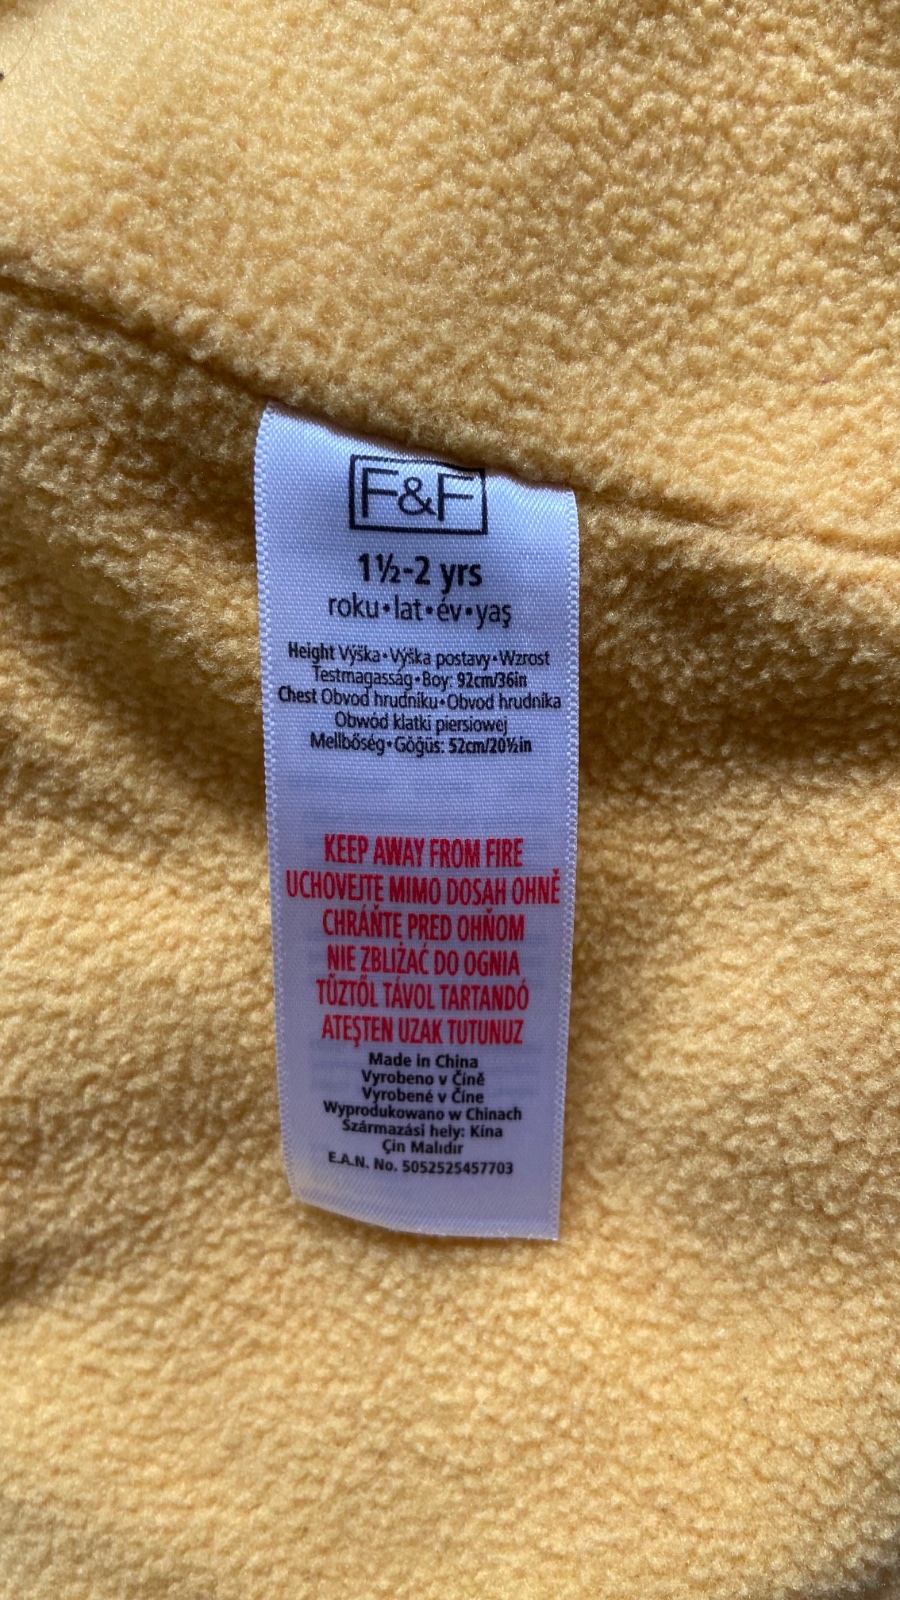 F&F
1½-2 yrs
roku•lat•év•yaş
Height Výška•Výška postavy•Wzrost
Testmagasság•Boy: 92cm/36in
Chest Obvod hrudníku•Obvod hrudníka
Obwód klatki piersiowej
Mellbőség•Göğüs: 52cm/20½in
KEEP AWAY FROM FIRE
UCHOVEJTE MIMO DOSAH OHNĚ
CHRÁŇTE PRED OHŇOM
NIE ZBLIŻAĆ DO OGNIA
TŰZTŐL TÁVOL TARTANDÓ
ATEŞTEN UZAK TUTUNUZ
Made in China
Vyrobeno v Číně
Vyrobené v Číne
Wyprodukowano w Chinach
Származási hely: Kína
Çin Malıdır
E.A.N. No. 5052525457703